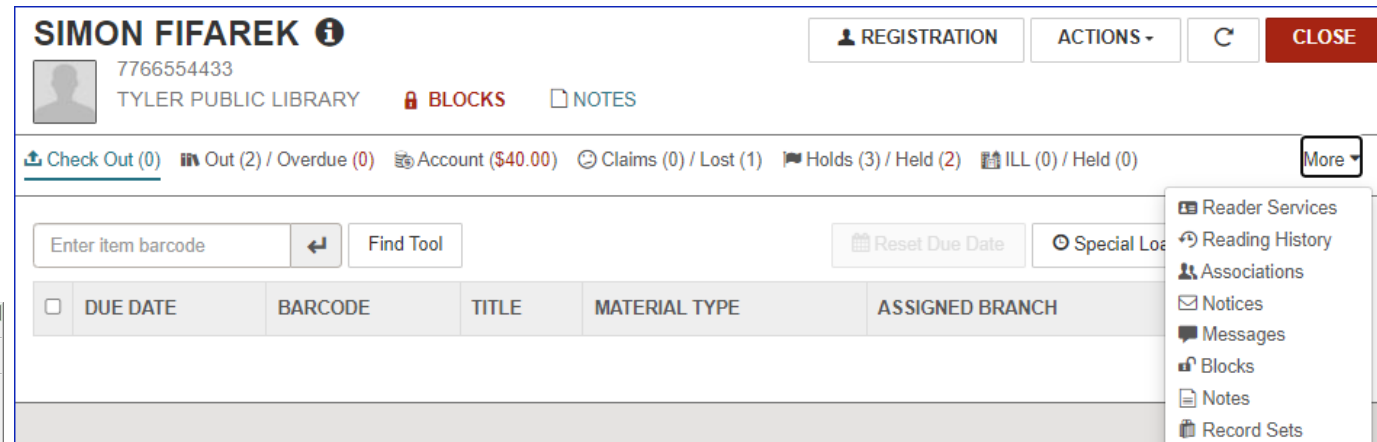 SIMON FIFAREK
REGISTRATION ACTIONS CLOSE
7766554433
TYLER PUBLIC LIBRARY BLOCKS NOTES
Check Out (0) Out (2) / Overdue (0) Account ($40.00) Claims (0) / Lost (1) Holds (3) / Held (2) ILL (0) / Held (0) More
Enter item barcode Find Tool Reset Due Date Special Loa
DUE DATE BARCODE TITLE MATERIAL TYPE ASSIGNED BRANCH
Reader Services
Reading History
Associations
Notices
Messages
Blocks
Notes
Record Sets